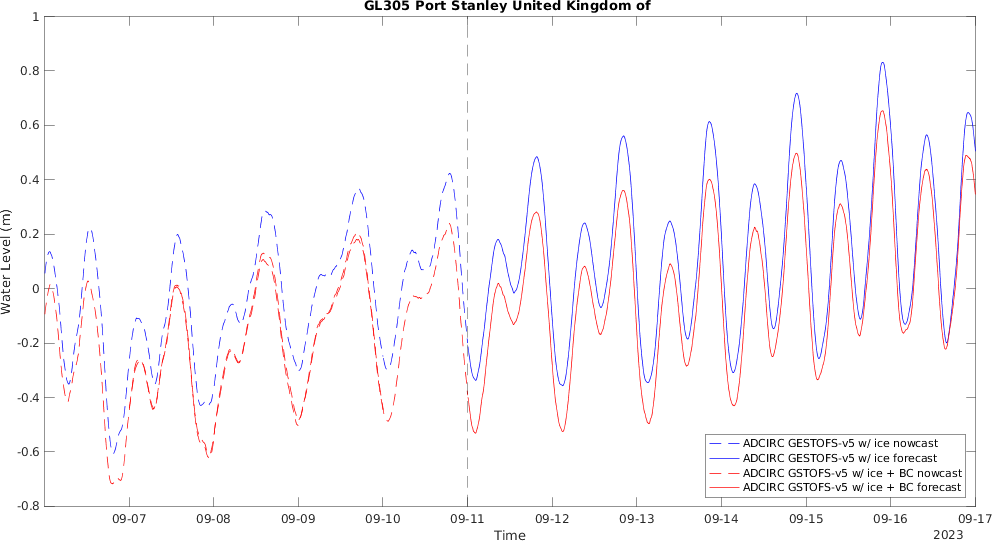 GL305 Port Stanley United Kingdom of
Water Level (m)
1
0.8
0.6
0.4
0.2
0
-0.2
-0.4
-0.6
-0.8
ADCIRC GESTOFS-v5 w/ ice nowcast
ADCIRC GESTOFS-v5 w/ ice forecast
ADCIRC GSTOFS-v5 w/ ice + BC nowcast
ADCIRC GSTOFS-v5 w/ ice + BC forecast
09-07 09-08 09-09 09-10 09-11 09-12 09-13 09-14 09-15 09-16 09-17
Time
2023